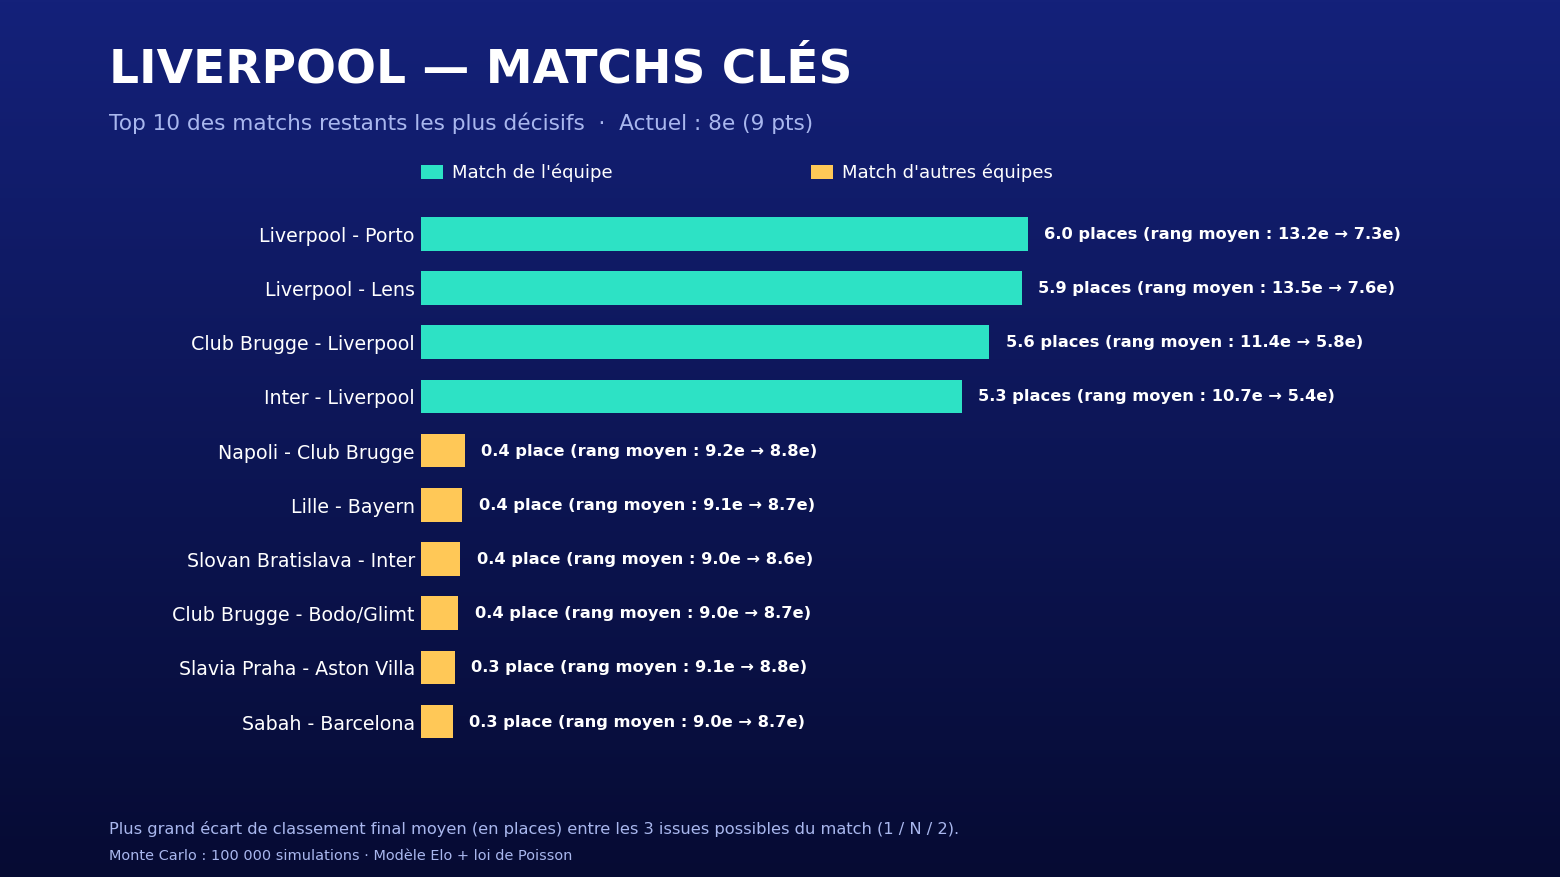 LIVERPOOL — MATCHS CLÉS
Top 10 des matchs restants les plus décisifs · Actuel : 8e (9 pts)
Match de l'équipe
Match d'autres équipes
Liverpool - Porto 6.0 places (rang moyen : 13.2e → 7.3e)
Liverpool - Lens 5.9 places (rang moyen : 13.5e → 7.6e)
Club Brugge - Liverpool 5.6 places (rang moyen : 11.4e → 5.8e)
Inter - Liverpool 5.3 places (rang moyen : 10.7e → 5.4e)
Napoli - Club Brugge 0.4 place (rang moyen : 9.2e → 8.8e)
Lille - Bayern 0.4 place (rang moyen : 9.1e → 8.7e)
Slovan Bratislava - Inter 0.4 place (rang moyen : 9.0e → 8.6e)
Club Brugge - Bodo/Glimt 0.4 place (rang moyen : 9.0e → 8.7e)
Slavia Praha - Aston Villa 0.3 place (rang moyen : 9.1e → 8.8e)
Sabah - Barcelona 0.3 place (rang moyen : 9.0e → 8.7e)
Plus grand écart de classement final moyen (en places) entre les 3 issues possibles du match (1 / N / 2).
Monte Carlo : 100 000 simulations · Modèle Elo + loi de Poisson